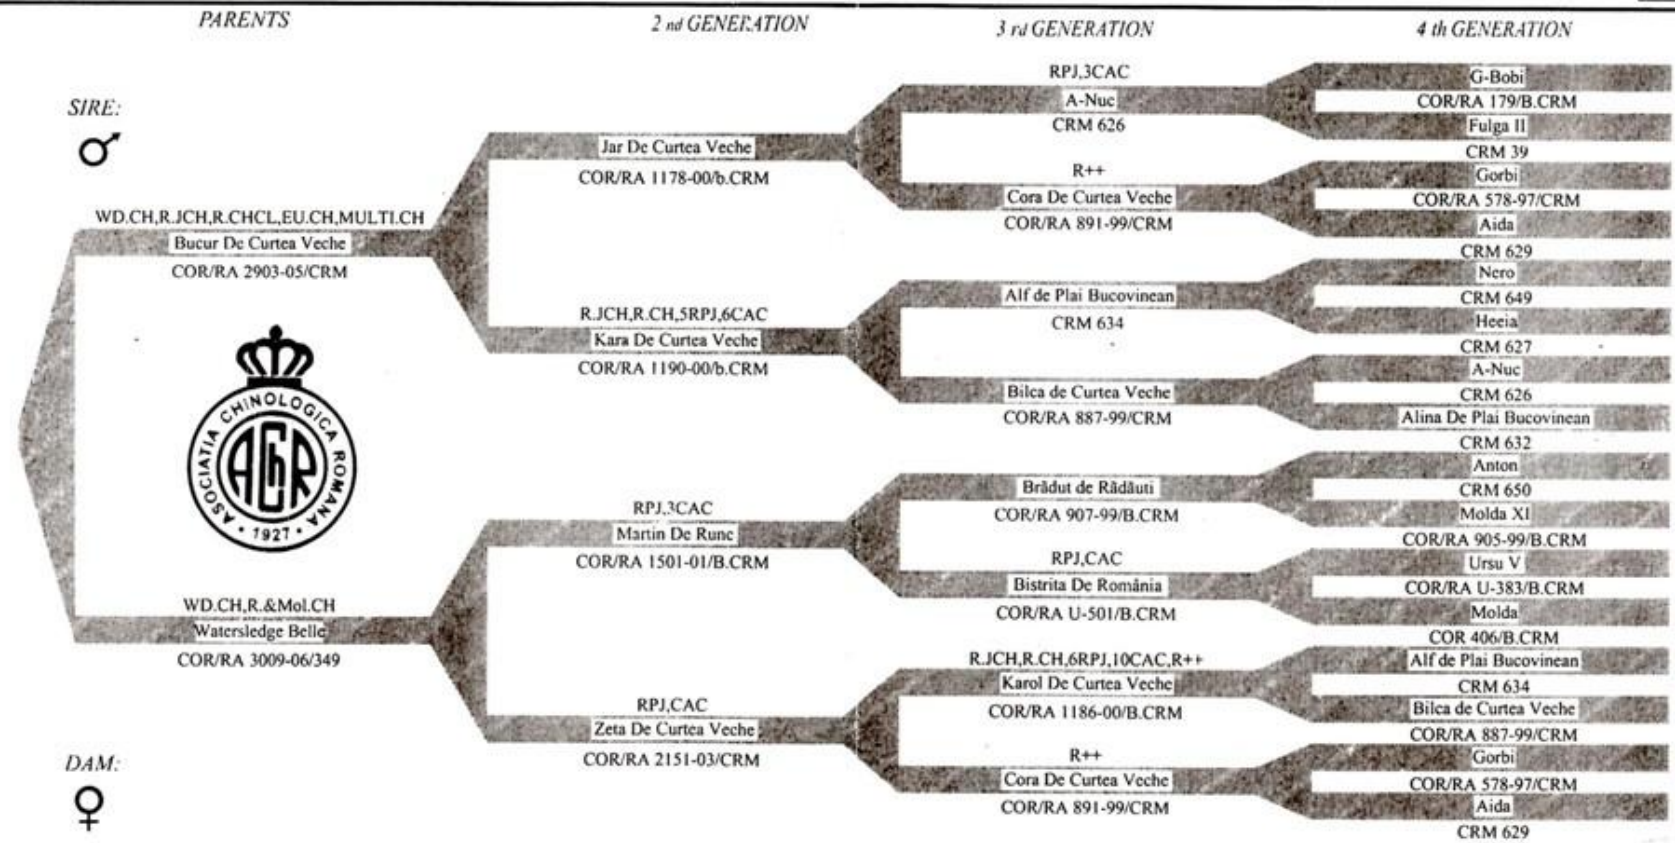 PARENTS
2 nd GENERATION
3 rd GENERATION
4 th GENERATION
SIRE:
WD.CH,R.JCH,R.CHCL,EU.CH,MULTI.CH
Bucur De Curtea Veche
COR/RA 2903-05/CRM
ASOCIATIA CHINOLOGICA ROMANA
AChR
• 1927 •
WD.CH,R.&Mol.CH
Watersledge Belle
COR/RA 3009-06/349
DAM:
Jar De Curtea Veche
COR/RA 1178-00/b.CRM
R.JCH,R.CH,5RPJ,6CAC
Kara De Curtea Veche
COR/RA 1190-00/b.CRM
RPJ,3CAC
Martin De Runc
COR/RA 1501-01/B.CRM
RPJ,CAC
Zeta De Curtea Veche
COR/RA 2151-03/CRM
RPJ,3CAC
A-Nuc
CRM 626
R++
Cora De Curtea Veche
COR/RA 891-99/CRM
Alf de Plai Bucovinean
CRM 634
Bilca de Curtea Veche
COR/RA 887-99/CRM
Brădut de Rădăuti
COR/RA 907-99/B.CRM
RPJ,CAC
Bistrita De România
COR/RA U-501/B.CRM
R.JCH,R.CH,6RPJ,10CAC,R++
Karol De Curtea Veche
COR/RA 1186-00/B.CRM
R++
Cora De Curtea Veche
COR/RA 891-99/CRM
G-Bobi
COR/RA 179/B.CRM
Fulga II
CRM 39
Gorbi
COR/RA 578-97/CRM
Aida
CRM 629
Nero
CRM 649
Heeia
CRM 627
A-Nuc
CRM 626
Alina De Plai Bucovinean
CRM 632
Anton
CRM 650
Molda XI
COR/RA 905-99/B.CRM
Ursu V
COR/RA U-383/B.CRM
Molda
COR 406/B.CRM
Alf de Plai Bucovinean
CRM 634
Bilca de Curtea Veche
COR/RA 887-99/CRM
Gorbi
COR/RA 578-97/CRM
Aida
CRM 629